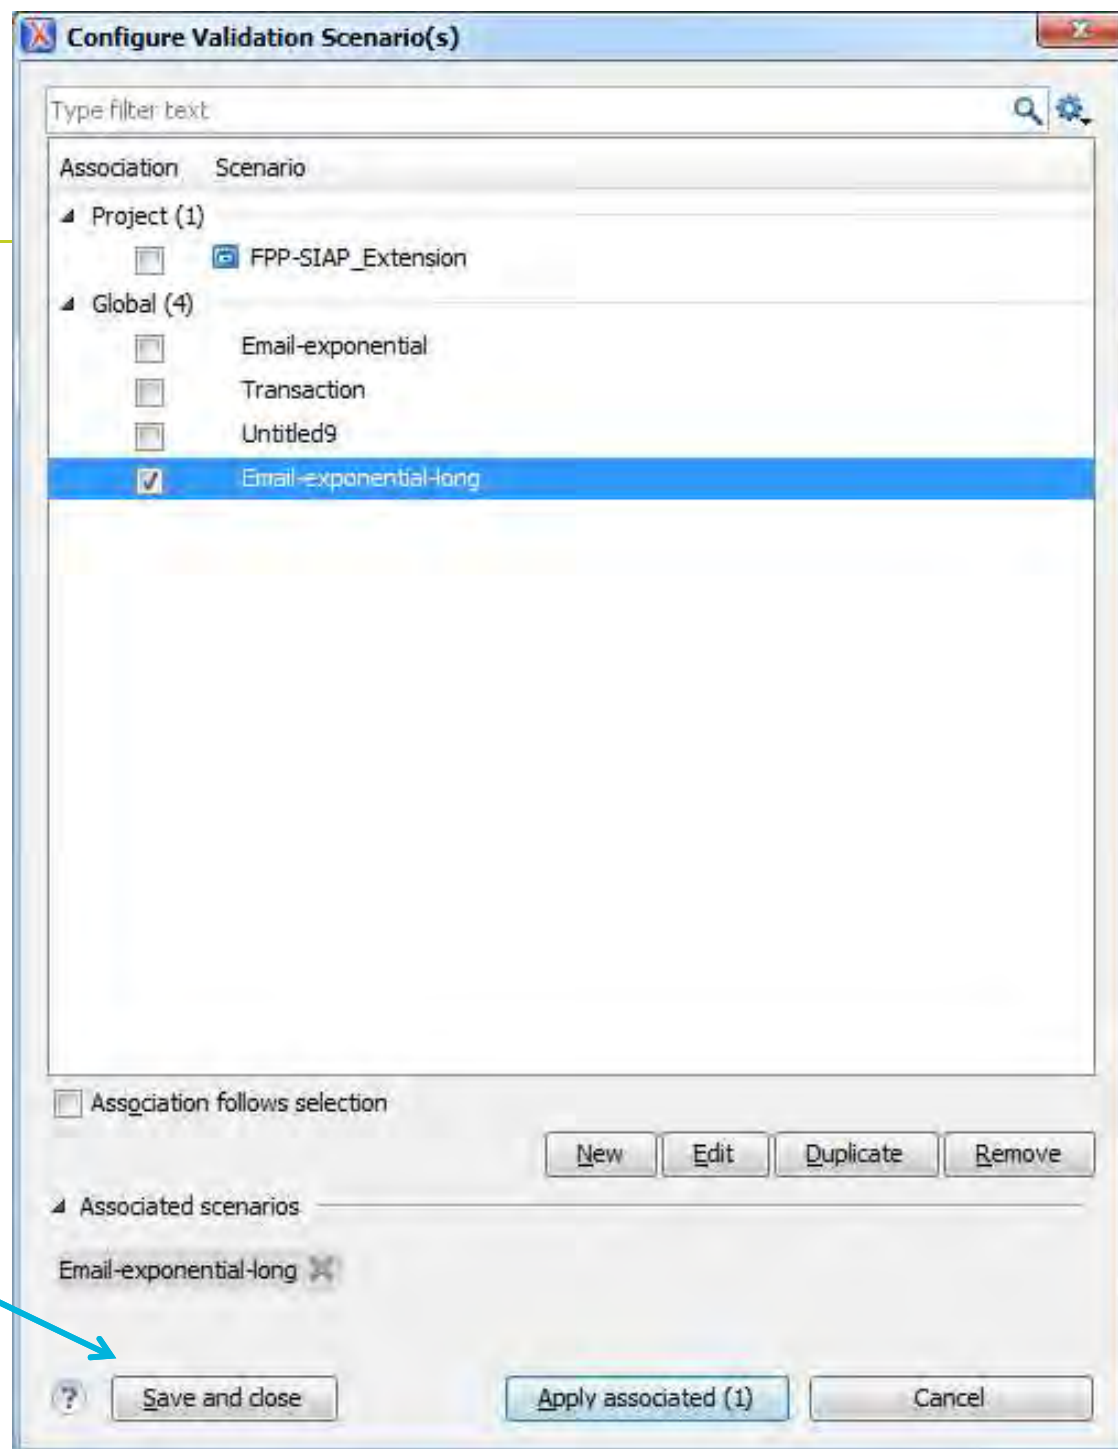 Configure Validation Scenario(s)
Type filter text
Association Scenario
Project (1)
FPP-SIAP_Extension
Global (4)
Email-exponential
Transaction
Untitled9
Email-exponential-long
Association follows selection
New Edit Duplicate Remove
Associated scenarios
Email-exponential-long
? Save and close Apply associated (1) Cancel